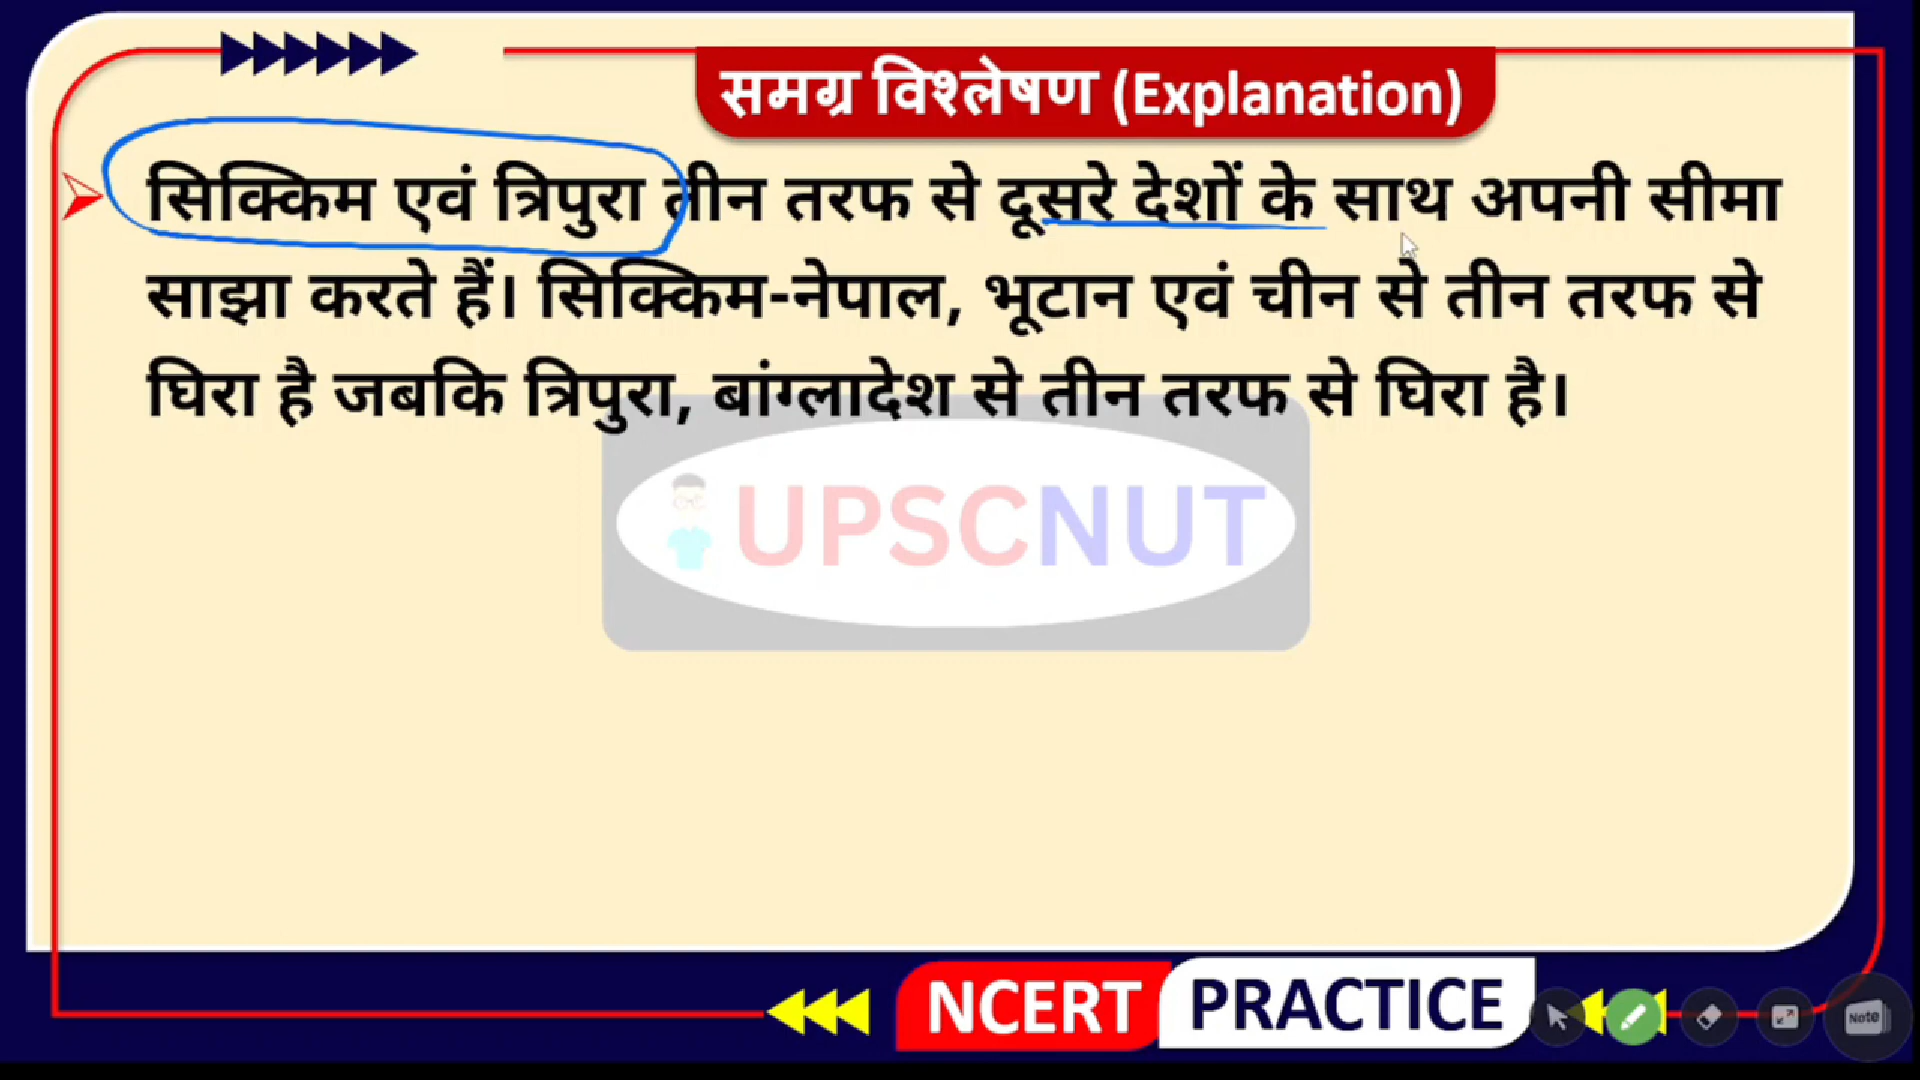 समग्र विश्लेषण (Explanation)
सिक्किम एवं त्रिपुरा तीन तरफ से दूसरे देशों के साथ अपनी सीमा
साझा करते हैं। सिक्किम-नेपाल, भूटान एवं चीन से तीन तरफ से
घिरा है जबकि त्रिपुरा, बांग्लादेश से तीन तरफ से घिरा है।
UPSCNUT
NCERT PRACTICE
Note